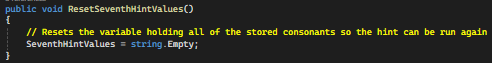 public void ResetSeventhHintValues()
{
// Resets the variable holding all of the stored consonants so the hint can be run again
SeventhHintValues = string.Empty;
}